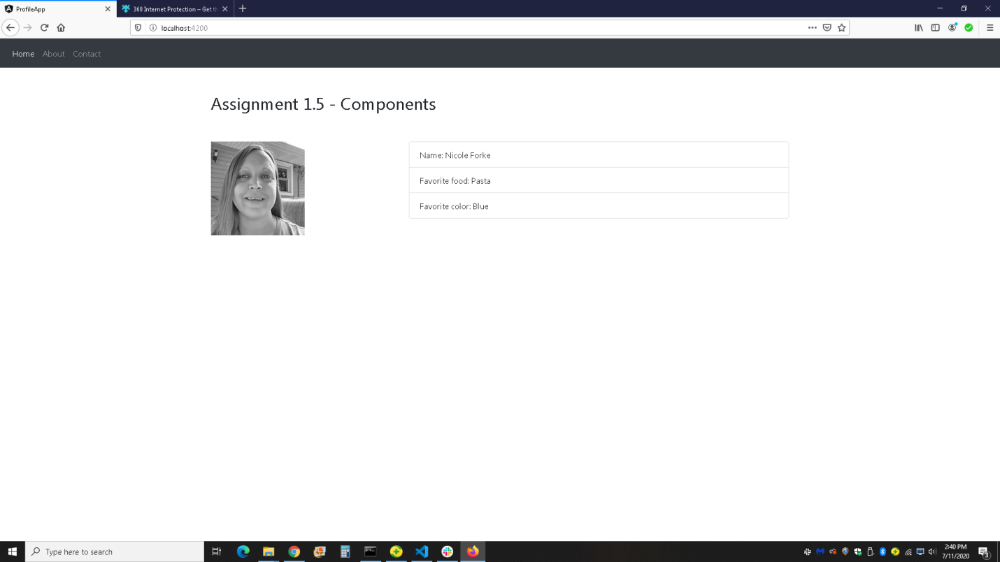 ProfileApp
360 Internet Protection – Get th
localhost:4200
Home About Contact
Assignment 1.5 - Components
Name: Nicole Forke
Favorite food: Pasta
Favorite color: Blue
Type here to search
2:40 PM
7/11/2020
3